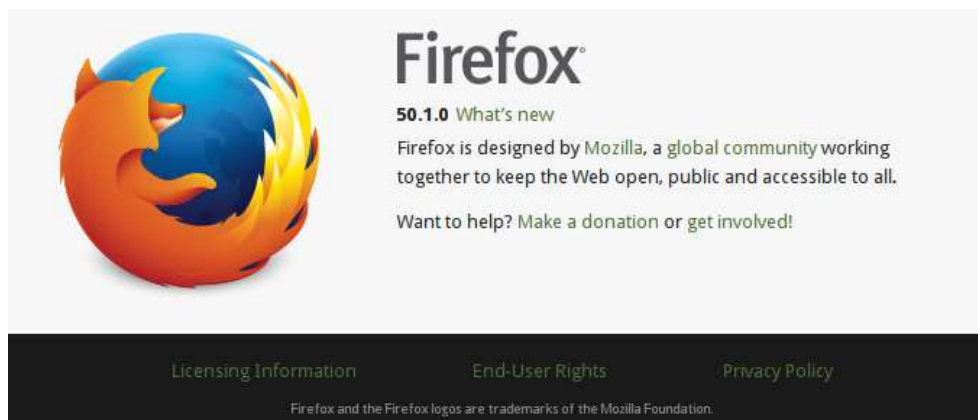 Firefox®
50.1.0 What's new
Firefox is designed by Mozilla, a global community working
together to keep the Web open, public and accessible to all.
Want to help? Make a donation or get involved!
Licensing Information End-User Rights Privacy Policy
Firefox and the Firefox logos are trademarks of the Mozilla Foundation.